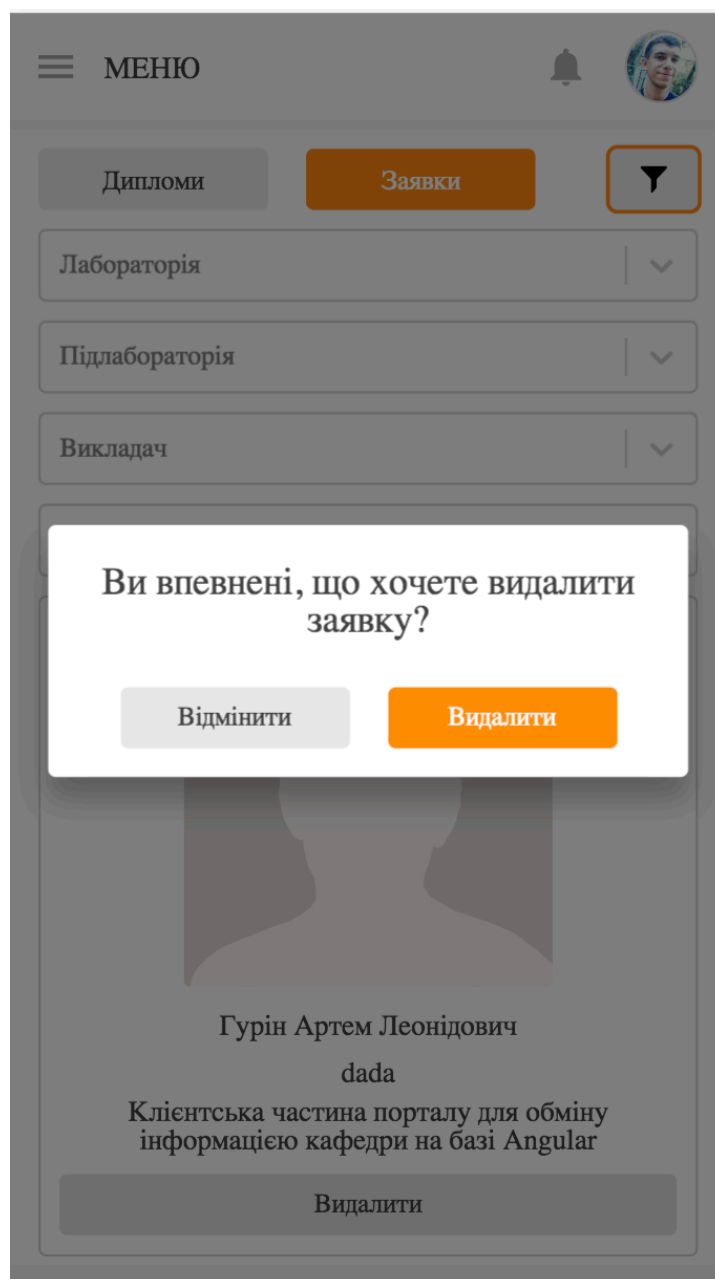 МЕНЮ
Дипломи
Заявки
Лабораторія
Підлабораторія
Викладач
Ви впевнені, що хочете видалити
заявку?
Відмінити
Видалити
Гурін Артем Леонідович
dada
Клієнтська частина порталу для обміну
інформацією кафедри на базі Angular
Видалити